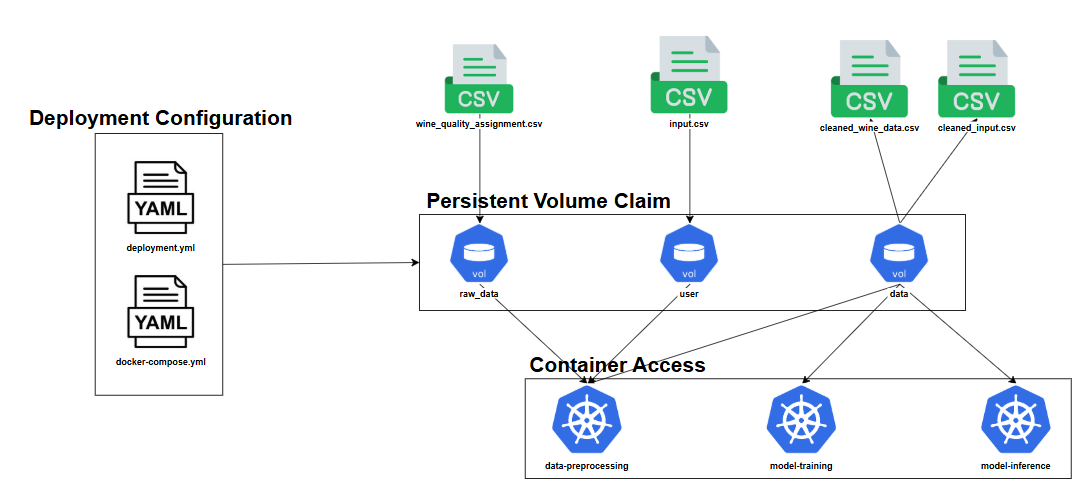 CSV
CSV
CSV
CSV
wine_quality_assignment.csv
input.csv
cleaned_wine_data.csv
cleaned_input.csv
Deployment Configuration
YAML
deployment.yml
YAML
docker-compose.yml
Persistent Volume Claim
vol
vol
vol
raw_data
user
data
Container Access
data-preprocessing
model-training
model-inference